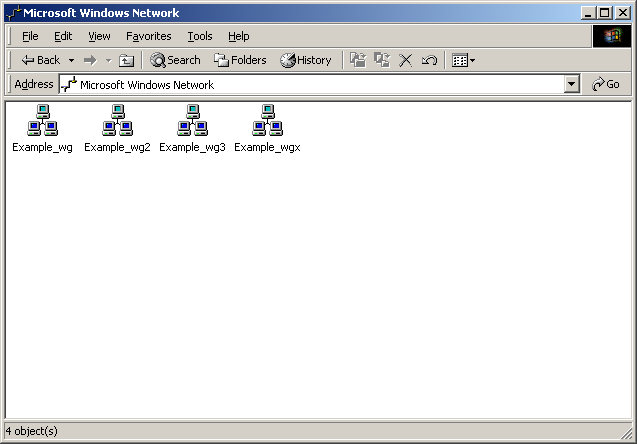 Microsoft Windows Network
File Edit View Favorites Tools Help
Back Search Folders History
Address Microsoft Windows Network Go
Example_wg Example_wg2 Example_wg3 Example_wgx
4 object(s)